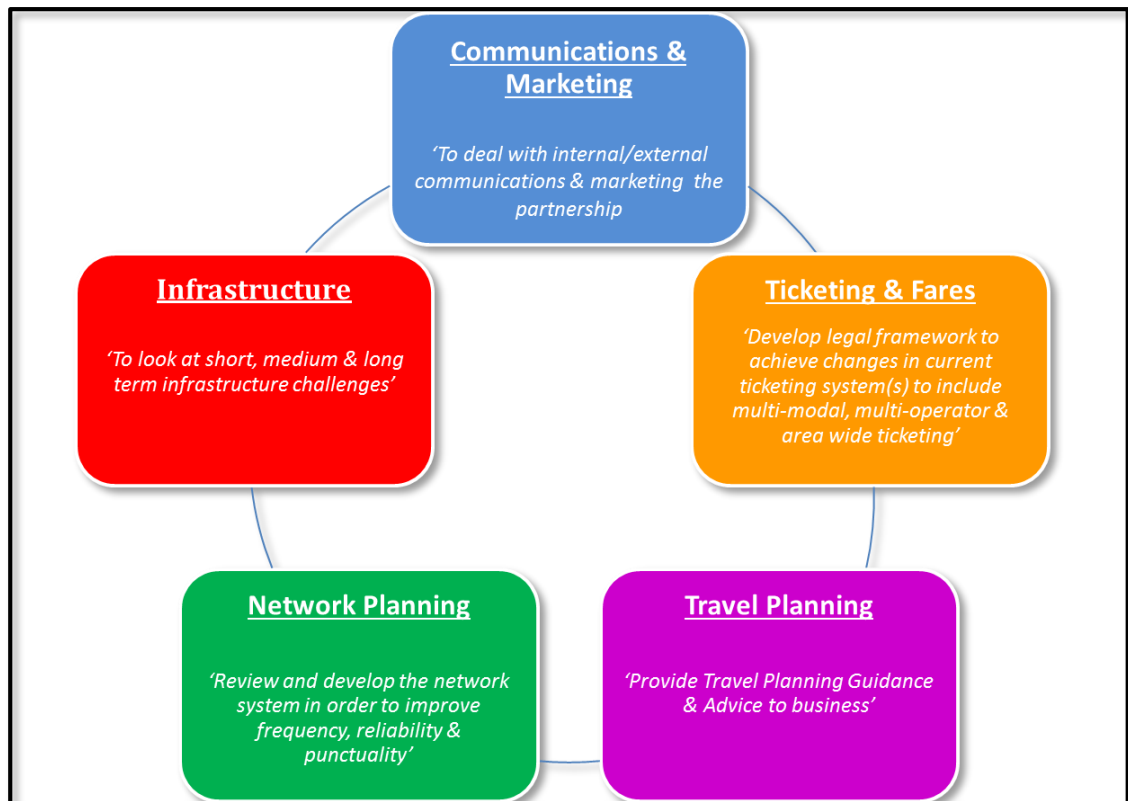 Communications &
Marketing
‘To deal with internal/external
communications & marketing  the
partnership
Infrastructure
‘To look at short, medium & long
term infrastructure challenges’
Ticketing & Fares
‘Develop legal framework to
achieve changes in current
ticketing system(s) to include
multi-modal, multi-operator &
area wide ticketing’
Network Planning
‘Review and develop the network
system in order to improve
frequency, reliability &
punctuality’
Travel Planning
‘Provide Travel Planning Guidance
& Advice to business’